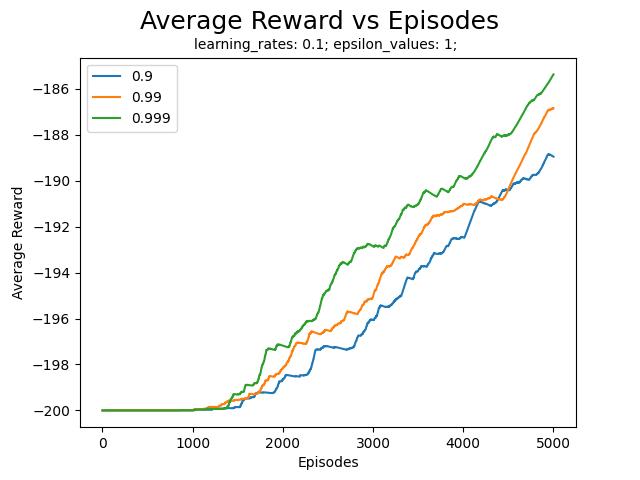 Average Reward vs Episodes
learning_rates: 0.1; epsilon_values: 1;
0.9
0.99
0.999
Average Reward
−186
−188
−190
−192
−194
−196
−198
−200
0 1000 2000 3000 4000 5000
Episodes